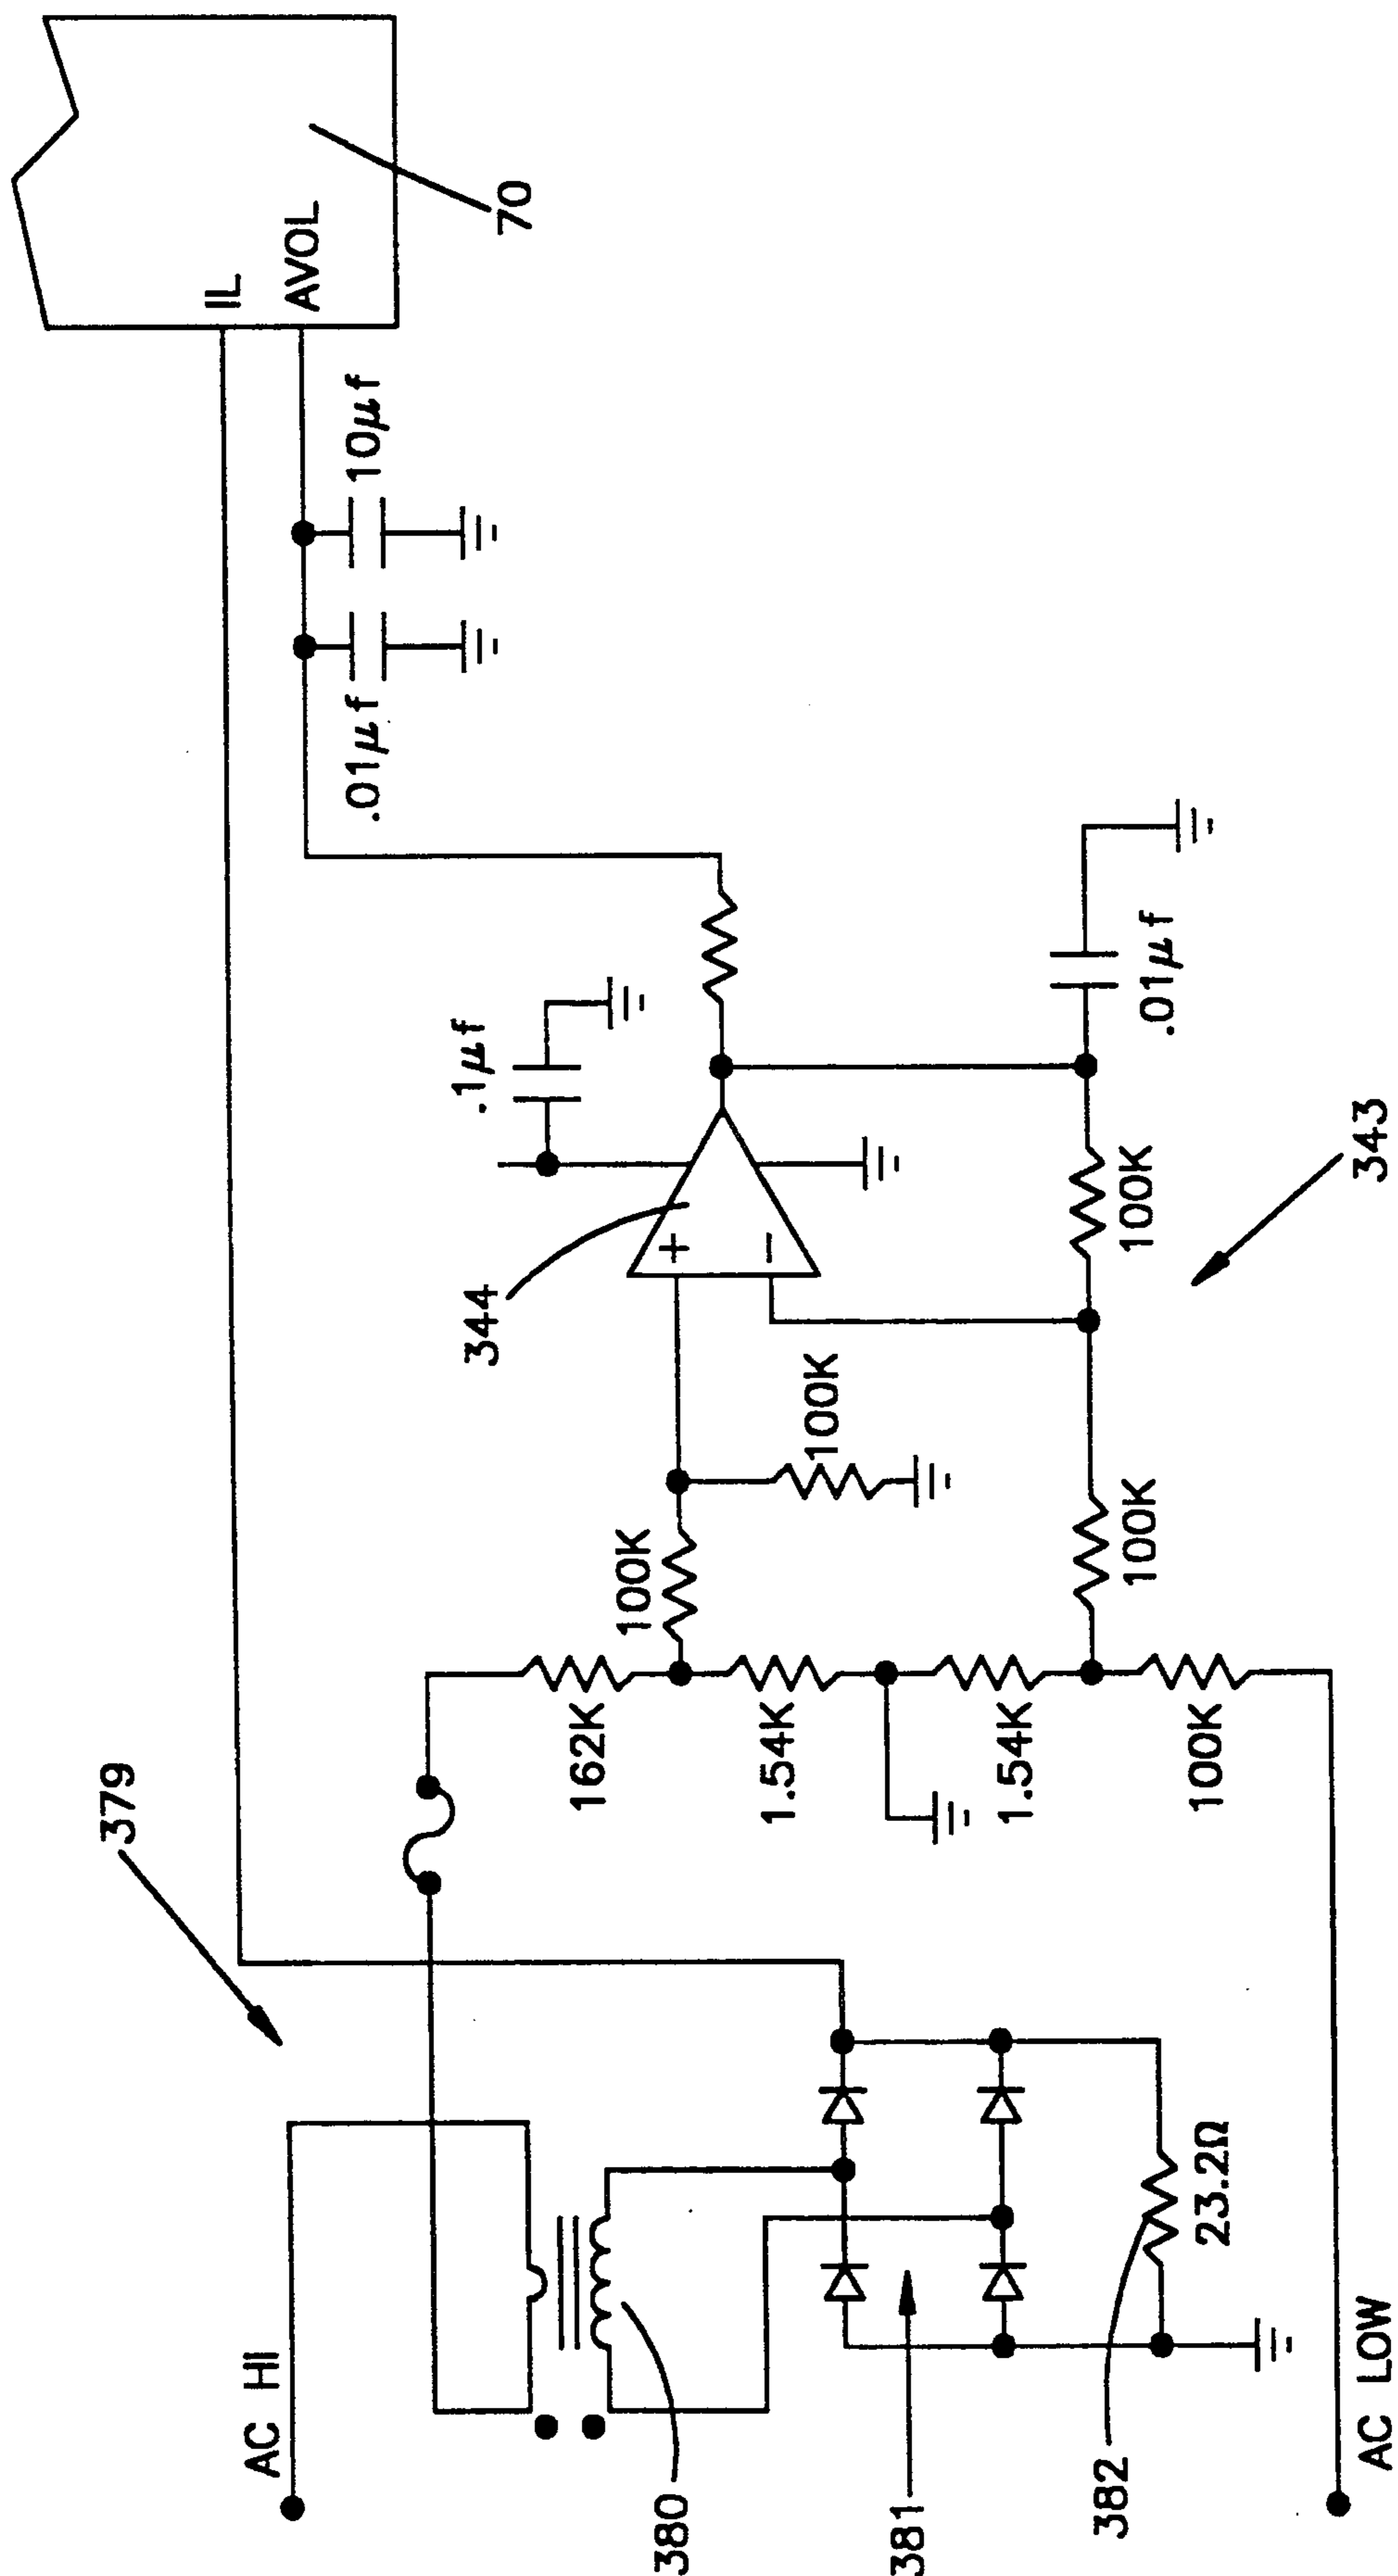 IL
AVOL
70
10μf
.01μf
.1μf
.01μf
344
100K
343
100K
100K
100K
162K
1.54K
1.54K
100K
379
AC HI
380
381
382
23.2Ω
AC LOW